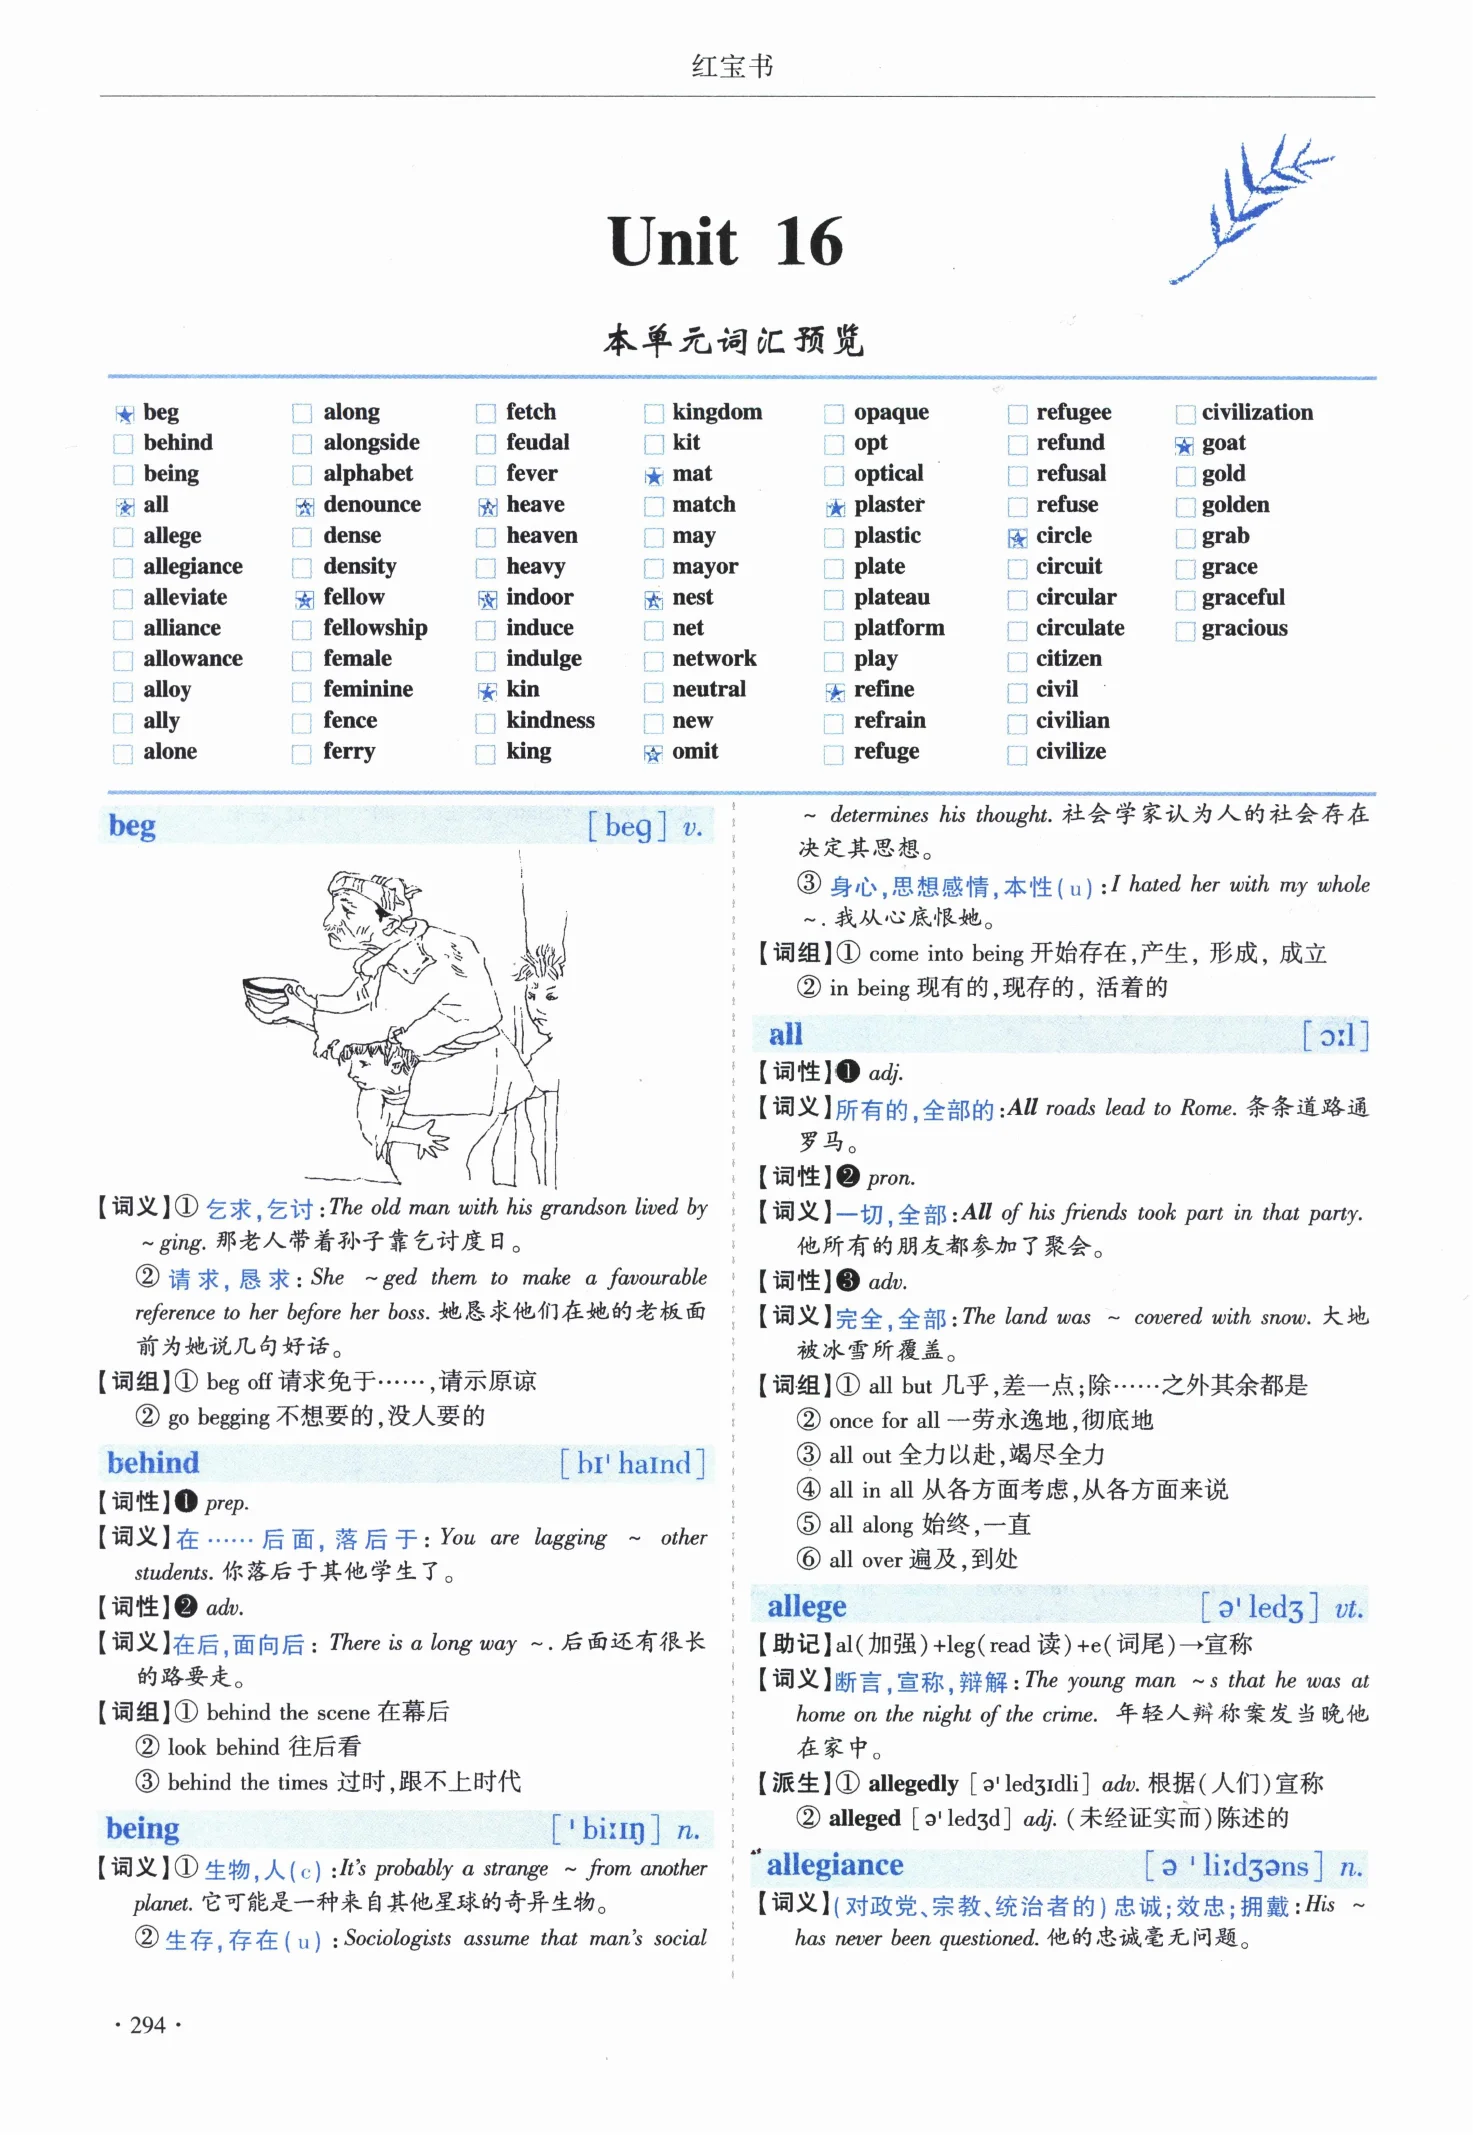 红宝书
Unit 16
本单元词汇预览
beg along fetch kingdom opaque refugee civilization
behind alongside feudal kit opt refund goat
being alphabet fever mat optical refusal gold
all denounce heave match plaster refuse golden
allege dense heaven may plastic circle grab
allegiance density heavy mayor plate circuit grace
alleviate fellow indoor nest plateau circular graceful
alliance fellowship induce net platform circulate gracious
allowance female indulge network play citizen
alloy feminine kin neutral refine civil
ally fence kindness new refrain civilian
alone ferry king omit refuge civilize
beg [beg] v.
【词义】① 乞求,乞讨:The old man with his grandson lived by
~ging. 那老人带着孙子靠乞讨度日。
② 请求,恳求: She ~ged them to make a favourable
reference to her before her boss. 她恳求他们在她的老板面
前为她说几句好话。
【词组】① beg off 请求免于……,请示原谅
② go begging 不想要的,没人要的
behind [bɪˈhaɪnd]
【词性】❶ prep.
【词义】在……后面,落后于: You are lagging ~ other
students. 你落后于其他学生了。
【词性】❷ adv.
【词义】在后,面向后: There is a long way ~. 后面还有很长
的路要走。
【词组】① behind the scene 在幕后
② look behind 往后看
③ behind the times 过时,跟不上时代
being [ˈbiːɪŋ] n.
【词义】① 生物,人(c) :It's probably a strange ~ from another
planet. 它可能是一种来自其他星球的奇异生物。
② 生存,存在(u) :Sociologists assume that man's social
~ determines his thought. 社会学家认为人的社会存在
决定其思想。
③ 身心,思想感情,本性(u) :I hated her with my whole
~. 我从心底恨她。
【词组】① come into being 开始存在,产生, 形成, 成立
② in being 现有的,现存的, 活着的
all [ɔːl]
【词性】❶ adj.
【词义】所有的,全部的:All roads lead to Rome. 条条道路通
罗马。
【词性】❷ pron.
【词义】一切,全部:All of his friends took part in that party.
他所有的朋友都参加了聚会。
【词性】❸ adv.
【词义】完全,全部:The land was ~ covered with snow. 大地
被冰雪所覆盖。
【词组】① all but 几乎,差一点;除……之外其余都是
② once for all 一劳永逸地,彻底地
③ all out 全力以赴,竭尽全力
④ all in all 从各方面考虑,从各方面来说
⑤ all along 始终,一直
⑥ all over 遍及,到处
allege [əˈledʒ] vt.
【助记】al(加强)+leg(read 读)+e(词尾)→宣称
【词义】断言,宣称,辩解:The young man ~s that he was at
home on the night of the crime. 年轻人辩称案发当晚他
在家中。
【派生】① allegedly [əˈledʒɪdli] adv. 根据(人们)宣称
② alleged [əˈledʒd] adj. (未经证实而)陈述的
allegiance [əˈliːdʒəns] n.
【词义】(对政党、宗教、统治者的) 忠诚;效忠;拥戴:His ~
has never been questioned. 他的忠诚毫无问题。
·294·